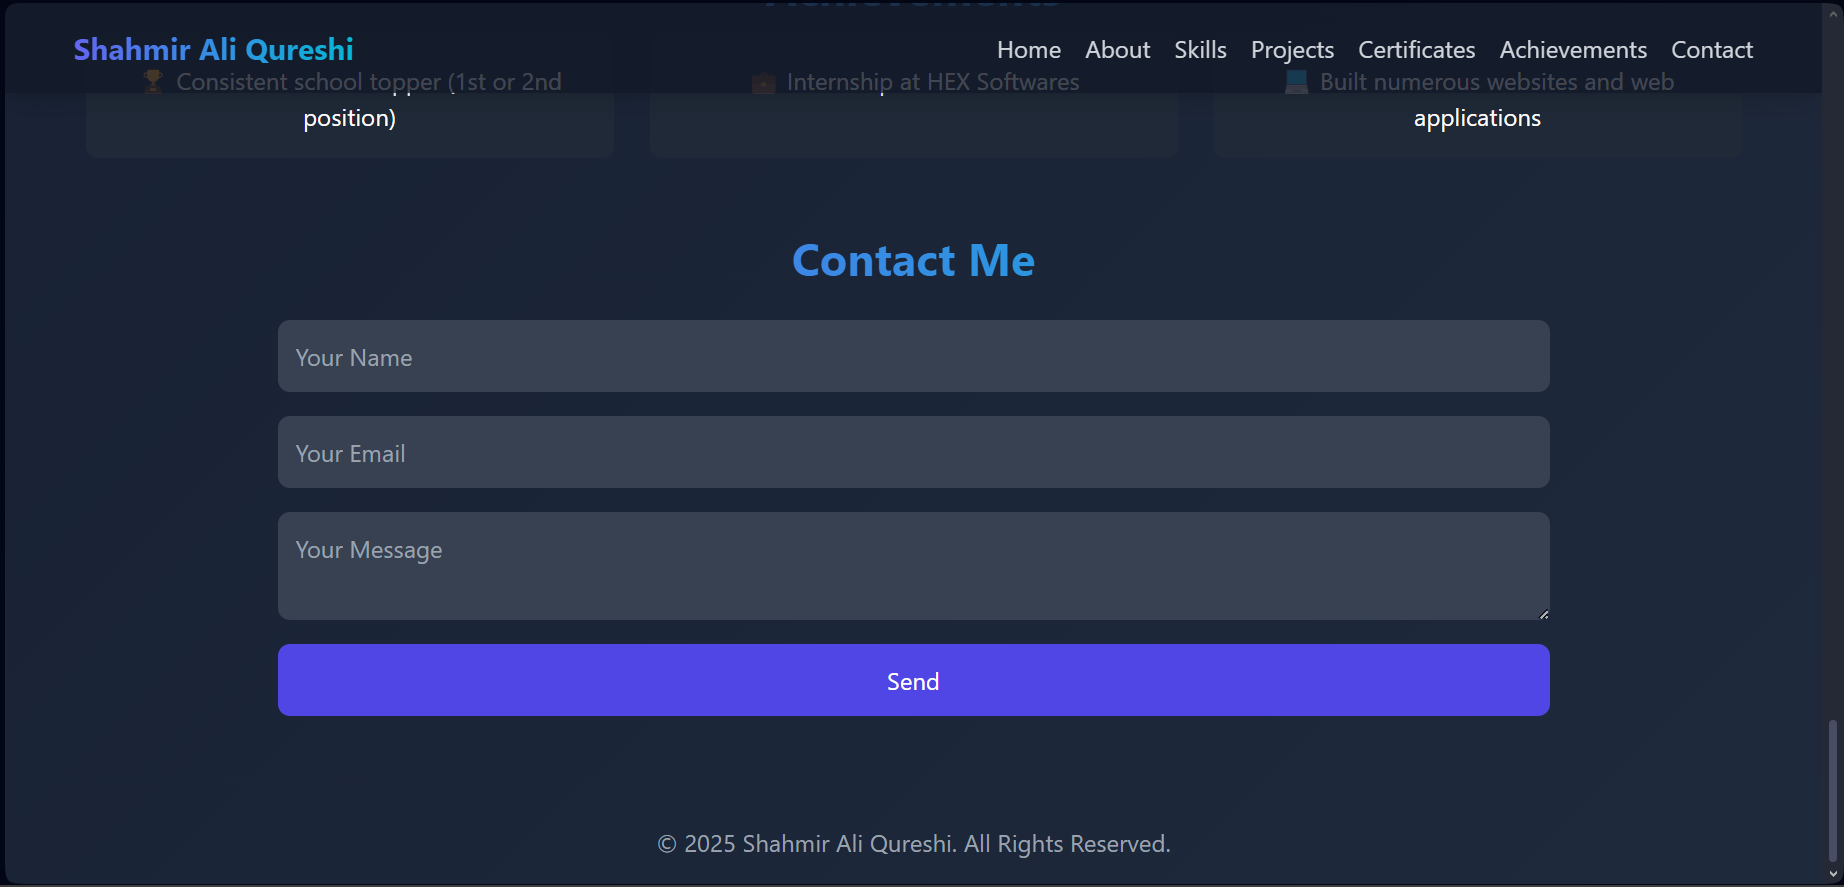 Achievements
Shahmir Ali Qureshi
Home About Skills Projects Certificates Achievements Contact
🏆 Consistent school topper (1st or 2nd
position)
💼 Internship at HEX Softwares
💻 Built numerous websites and web
applications
Contact Me
Your Name
Your Email
Your Message
Send
© 2025 Shahmir Ali Qureshi. All Rights Reserved.